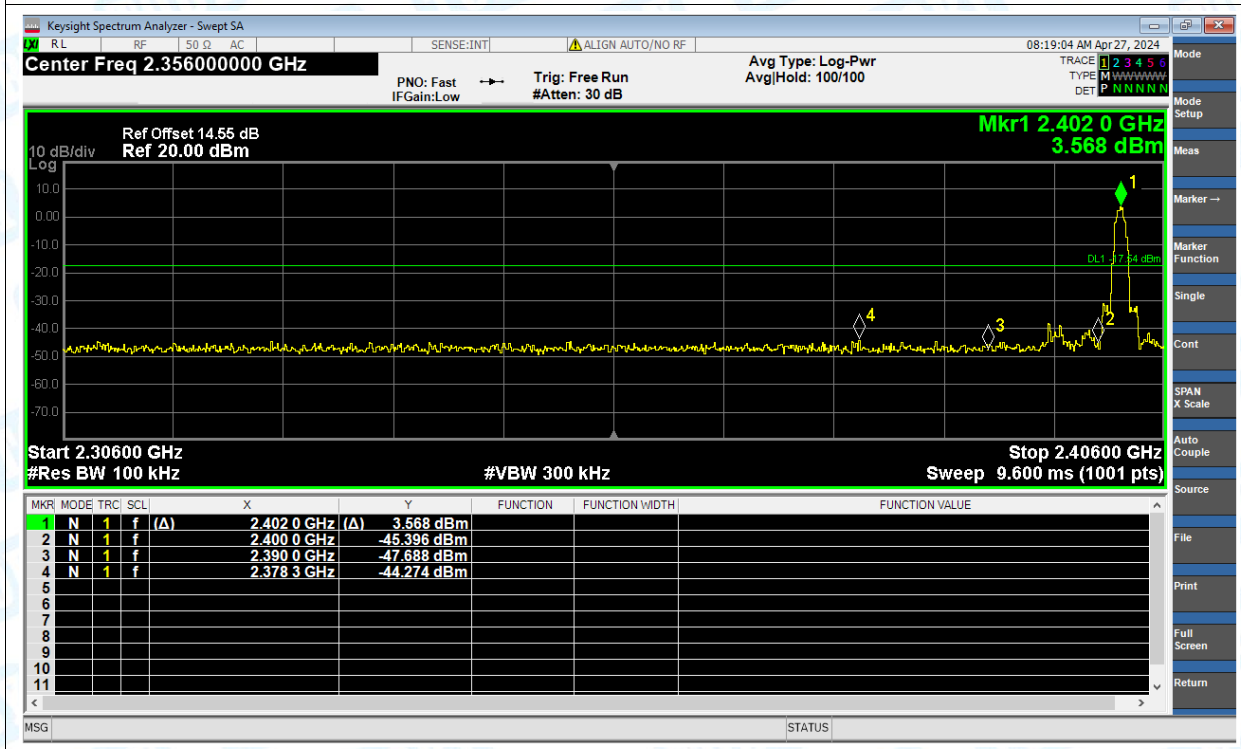 Keysight Spectrum Analyzer - Swept SA
LXI RL RF 50 Ω AC SENSE:INT ALIGN AUTO/NO RF 08:19:04 AM Apr 27, 2024
Center Freq 2.356000000 GHz
PNO: Fast
IFGain:Low
Trig: Free Run
#Atten: 30 dB
Avg Type: Log-Pwr
Avg|Hold: 100/100
TRACE 1 2 3 4 5 6
TYPE M WWWWW
DET P N N N N N
Mkr1 2.402 0 GHz
3.568 dBm
Ref Offset 14.55 dB
10 dB/div Ref 20.00 dBm
Log
10.0
0.00
-10.0
-20.0
-30.0
-40.0
-50.0
-60.0
-70.0
1
DL1 -17.54 dBm
4
3
2
Start 2.30600 GHz Stop 2.40600 GHz
#Res BW 100 kHz #VBW 300 kHz Sweep 9.600 ms (1001 pts)
MKR MODE TRC SCL X Y FUNCTION FUNCTION WIDTH FUNCTION VALUE
1 N 1 f (Δ) 2.402 0 GHz (Δ) 3.568 dBm
2 N 1 f 2.400 0 GHz -45.396 dBm
3 N 1 f 2.390 0 GHz -47.688 dBm
4 N 1 f 2.378 3 GHz -44.274 dBm
5
6
7
8
9
10
11
MSG STATUS
Mode
Mode
Setup
Meas
Marker →
Marker
Function
Single
Cont
SPAN
X Scale
Auto
Couple
Source
File
Print
Full
Screen
Return